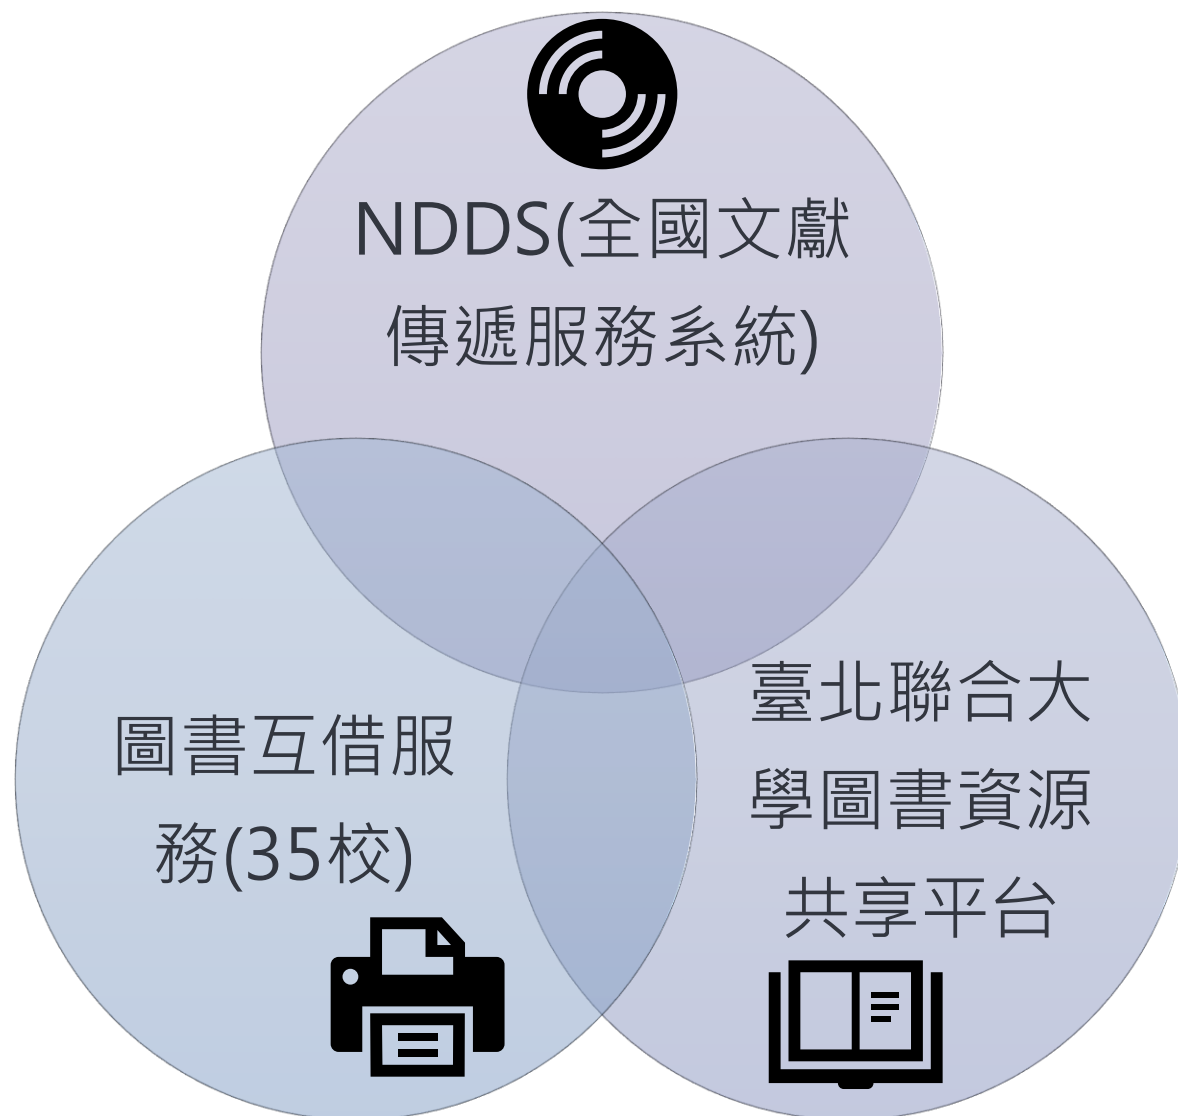 NDDS(全國文獻
傳遞服務系統)
圖書互借服
務(35校)
臺北聯合大
學圖書資源
共享平台